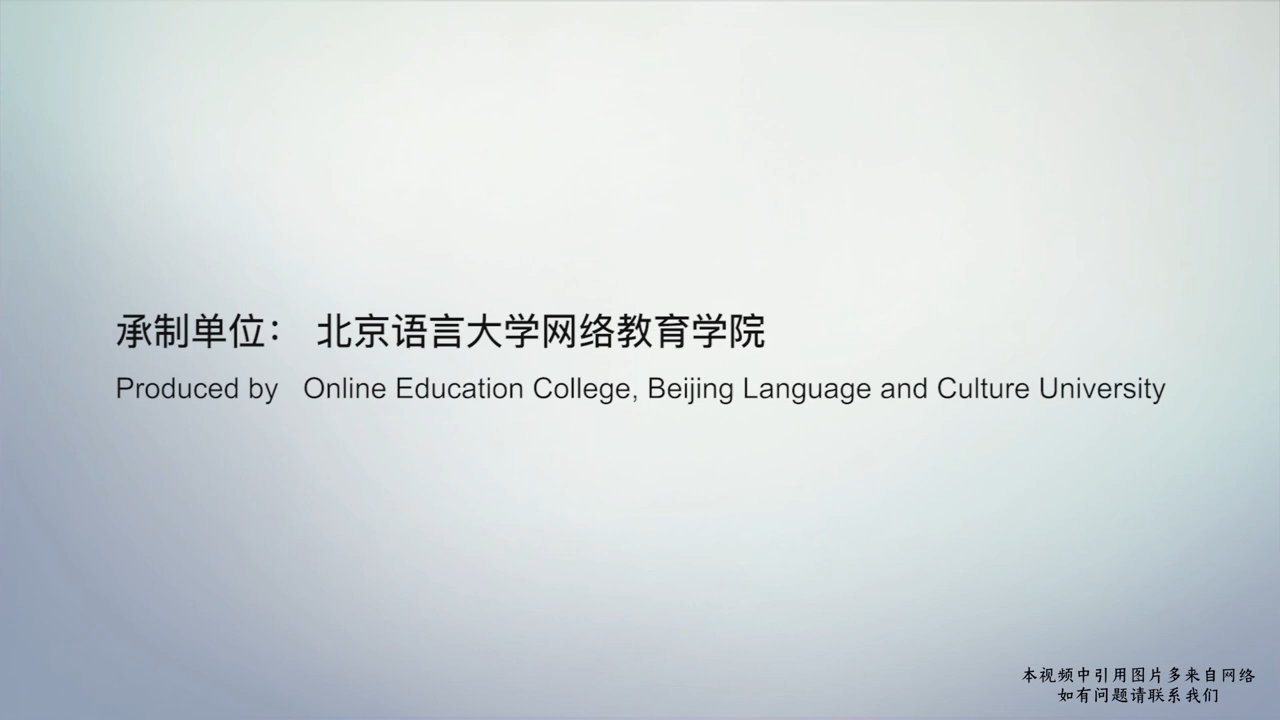 承制单位： 北京语言大学网络教育学院
Produced by Online Education College, Beijing Language and Culture University
本视频中引用图片多来自网络
如有问题请联系我们